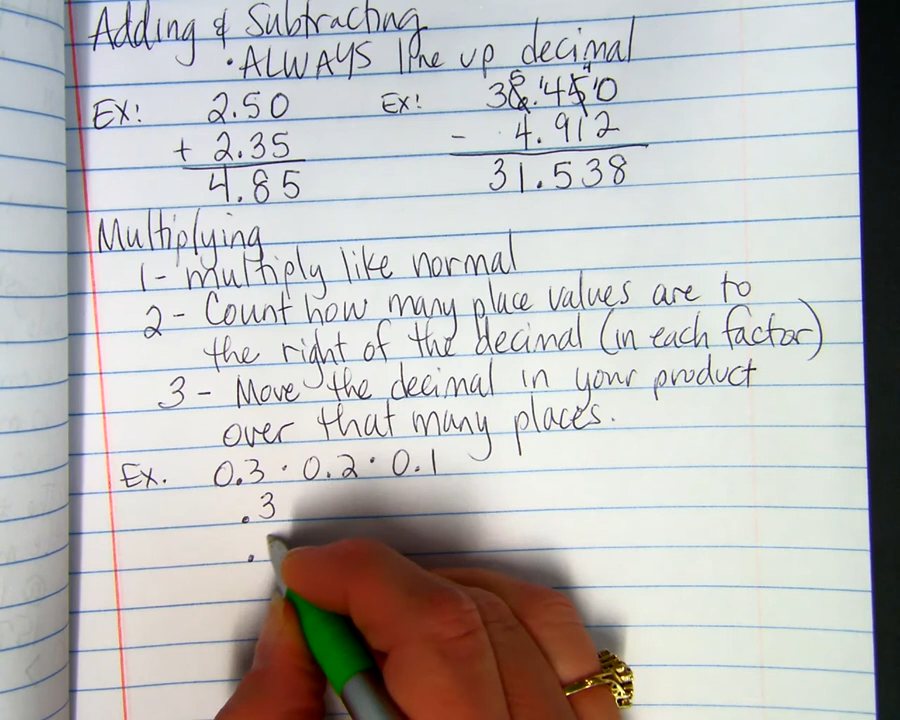 Adding & Subtracting
• ALWAYS line up decimal
Ex: 2.50 Ex: 36.450
+ 2.35 - 4.912
4.85 31.538
Multiplying
1- multiply like normal
2- Count how many place values are to
the right of the decimal (in each factor)
3- Move the decimal in your product
over that many places.
Ex. 0.3 · 0.2 · 0.1
.3
.